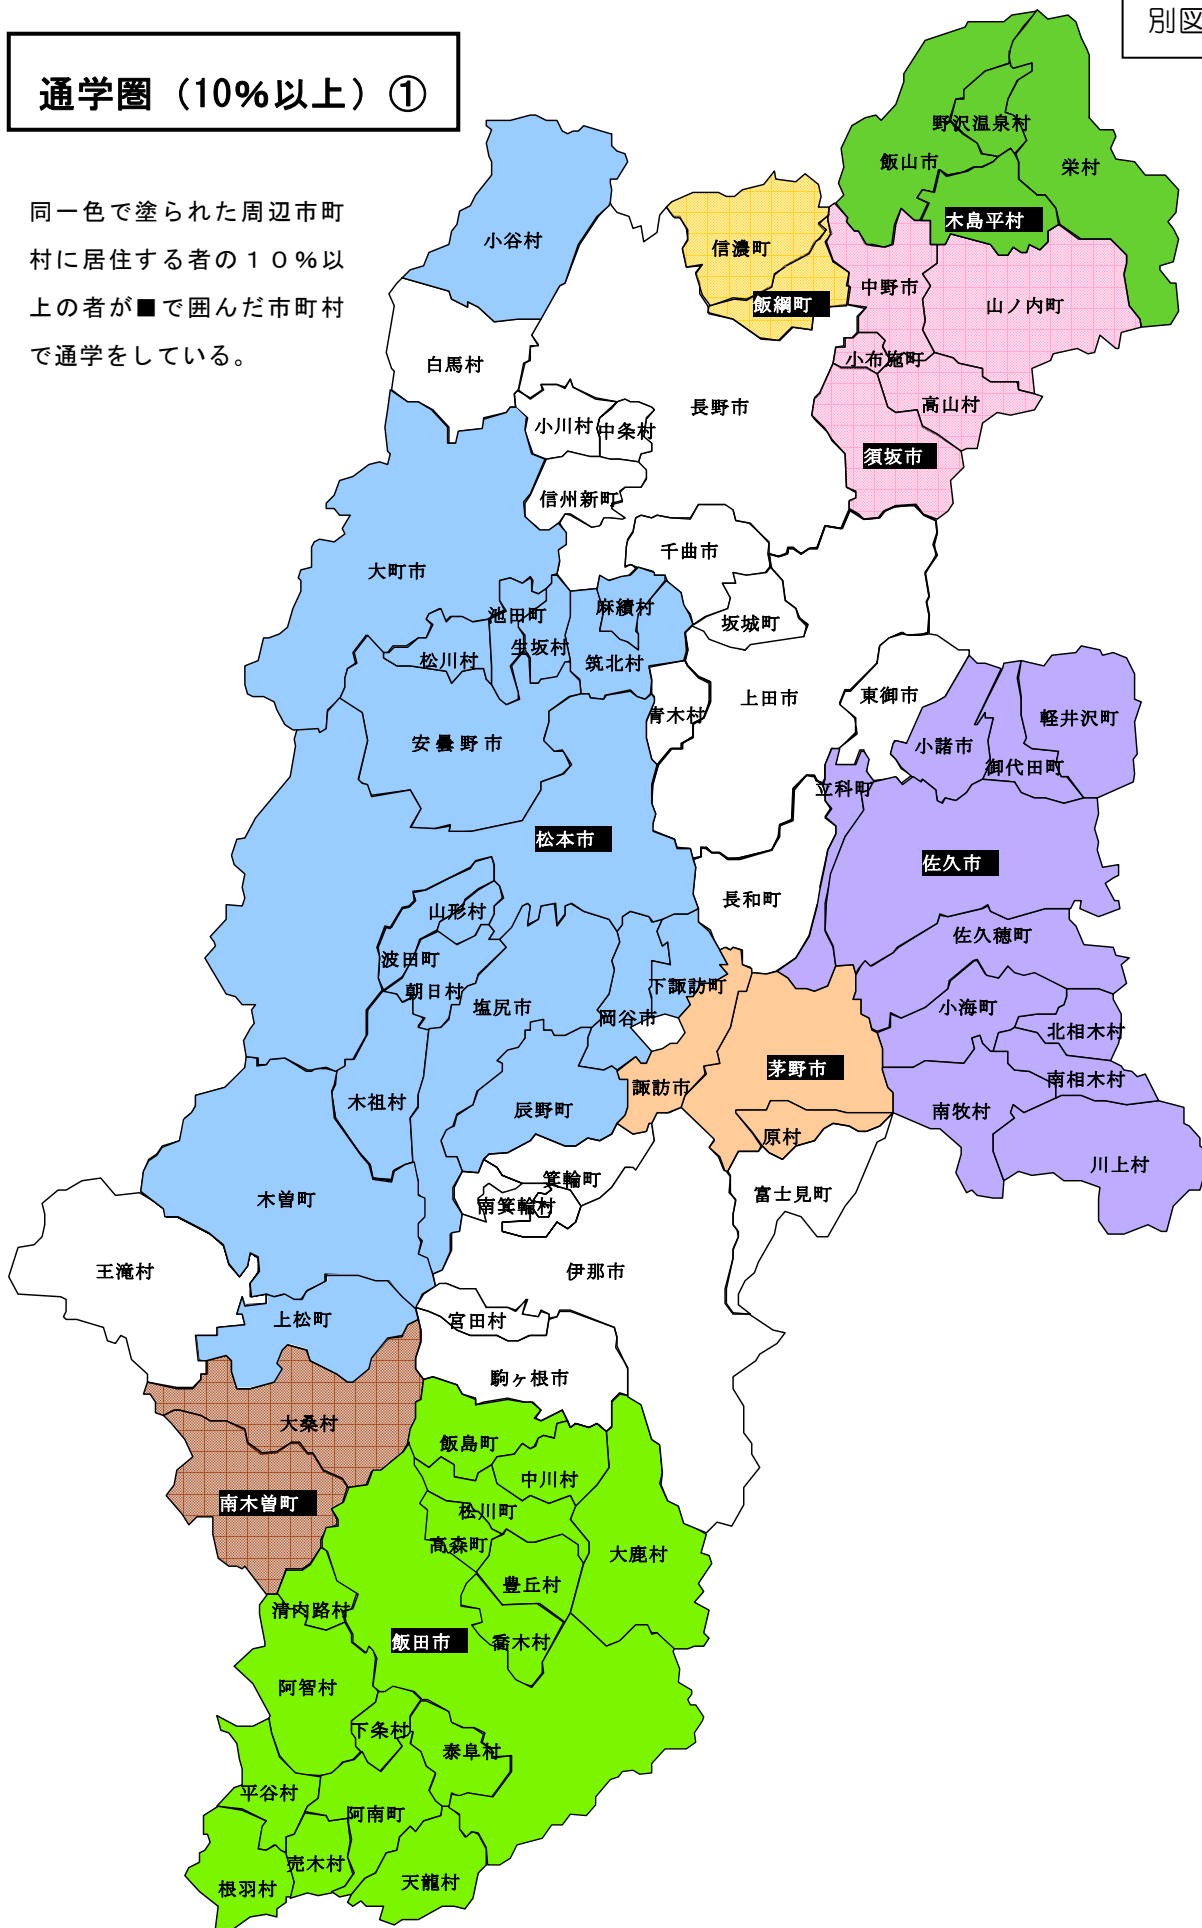 別図
通学圏（10%以上）①
同一色で塗られた周辺市町
村に居住する者の１０％以
上の者が■で囲んだ市町村
で通学をしている。
野沢温泉村
飯山市
栄村
木島平村
小谷村
信濃町
中野市
飯綱町
山ノ内町
白馬村
小布施町
長野市
高山村
小川村
中条村
須坂市
信州新町
千曲市
大町市
麻績村
池田町
坂城町
生坂村
松川村
筑北村
上田市
東御市
青木村
軽井沢町
安曇野市
小諸市
御代田町
立科町
松本市
佐久市
長和町
山形村
佐久穂町
波田町
下諏訪町
朝日村
塩尻市
岡谷市
小海町
北相木村
茅野市
南相木村
諏訪市
木祖村
辰野町
南牧村
原村
川上村
箕輪町
富士見町
木曽町
南箕輪村
王滝村
伊那市
上松町
宮田村
駒ヶ根市
大桑村
飯島町
中川村
南木曽町
松川町
高森町
大鹿村
豊丘村
清内路村
飯田市
喬木村
阿智村
下条村
泰阜村
平谷村
阿南町
売木村
天龍村
根羽村